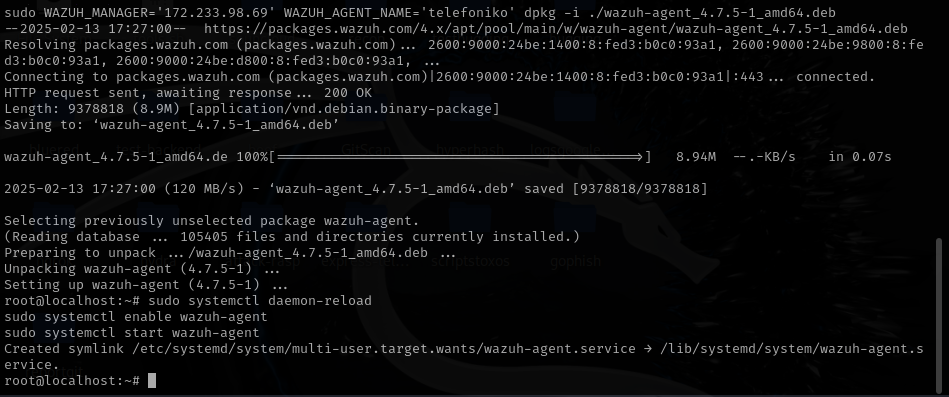 sudo WAZUH_MANAGER='172.233.98.69' WAZUH_AGENT_NAME='telefoniko' dpkg -i ./wazuh-agent_4.7.5-1_amd64.deb
--2025-02-13 17:27:00-- https://packages.wazuh.com/4.x/apt/pool/main/w/wazuh-agent/wazuh-agent_4.7.5-1_amd64.deb
Resolving packages.wazuh.com (packages.wazuh.com)... 2600:9000:24be:1400:8:fed3:b0c0:93a1, 2600:9000:24be:9800:8:fe
d3:b0c0:93a1, 2600:9000:24be:d800:8:fed3:b0c0:93a1, ...
Connecting to packages.wazuh.com (packages.wazuh.com)|2600:9000:24be:1400:8:fed3:b0c0:93a1|:443... connected.
HTTP request sent, awaiting response... 200 OK
Length: 9378818 (8.9M) [application/vnd.debian.binary-package]
Saving to: ‘wazuh-agent_4.7.5-1_amd64.deb’
GitScan hyperhash
wazuh-agent_4.7.5-1_amd64.de 100%[===================================================>] 8.94M --.-KB/s in 0.07s
2025-02-13 17:27:00 (120 MB/s) - ‘wazuh-agent_4.7.5-1_amd64.deb’ saved [9378818/9378818]
Selecting previously unselected package wazuh-agent.
(Reading database ... 105405 files and directories currently installed.)
Preparing to unpack .../wazuh-agent_4.7.5-1_amd64.deb ...
scriptstoxos gophish
Unpacking wazuh-agent (4.7.5-1) ...
Setting up wazuh-agent (4.7.5-1) ...
root@localhost:~# sudo systemctl daemon-reload
sudo systemctl enable wazuh-agent
sudo systemctl start wazuh-agent
Created symlink /etc/systemd/system/multi-user.target.wants/wazuh-agent.service → /lib/systemd/system/wazuh-agent.s
ervice.
root@localhost:~#